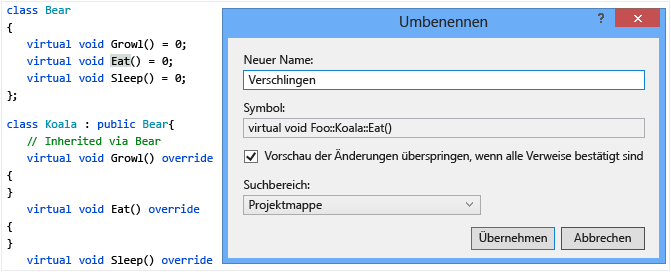 class Bear
{
virtual void Growl() = 0;
virtual void Eat() = 0;
virtual void Sleep() = 0;
};
class Koala : public Bear{
// Inherited via Bear
virtual void Growl() override
{
}
virtual void Eat() override
{
}
virtual void Sleep() override
Umbenennen
?
Neuer Name:
Verschlingen
Symbol:
virtual void Foo::Koala::Eat()
Vorschau der Änderungen überspringen, wenn alle Verweise bestätigt sind
Suchbereich:
Projektmappe
Übernehmen
Abbrechen